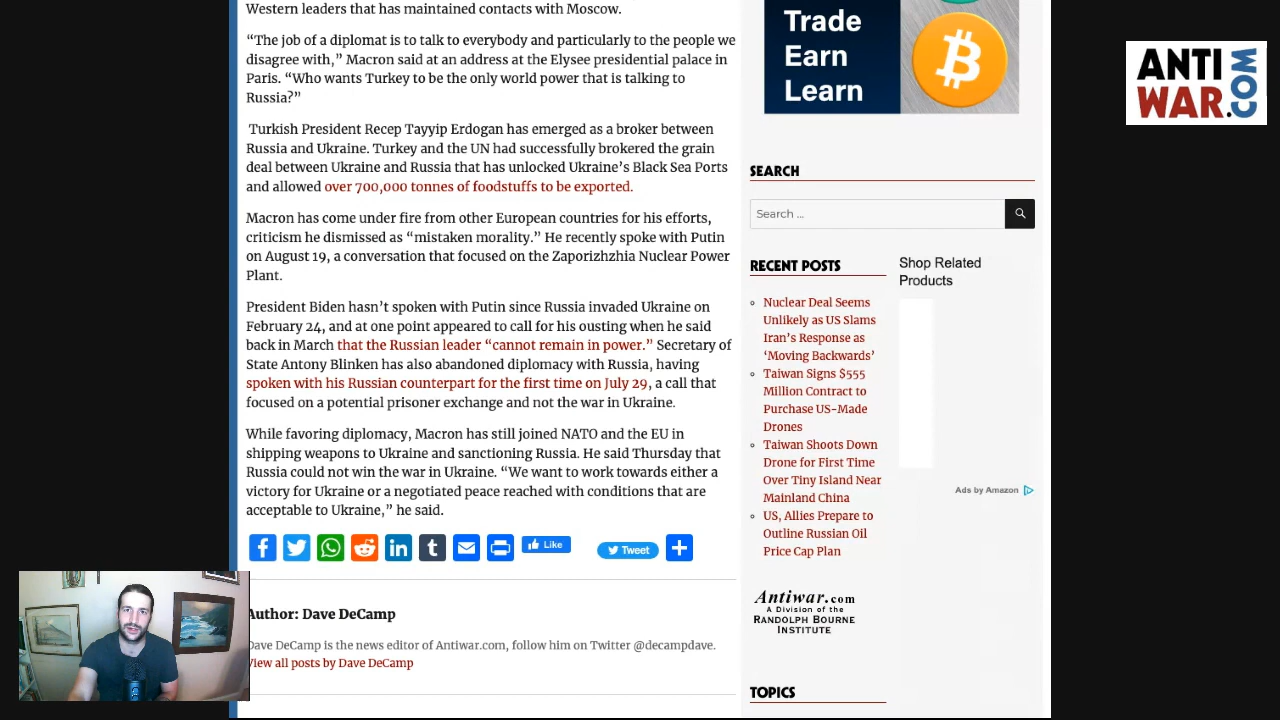 Western leaders that has maintained contacts with Moscow.
“The job of a diplomat is to talk to everybody and particularly to the people we
disagree with,” Macron said at an address at the Elysee presidential palace in
Paris. “Who wants Turkey to be the only world power that is talking to
Russia?”
Turkish President Recep Tayyip Erdogan has emerged as a broker between
Russia and Ukraine. Turkey and the UN had successfully brokered the grain
deal between Ukraine and Russia that has unlocked Ukraine’s Black Sea Ports
and allowed over 700,000 tonnes of foodstuffs to be exported.
Macron has come under fire from other European countries for his efforts,
criticism he dismissed as “mistaken morality.” He recently spoke with Putin
on August 19, a conversation that focused on the Zaporizhzhia Nuclear Power
Plant.
President Biden hasn’t spoken with Putin since Russia invaded Ukraine on
February 24, and at one point appeared to call for his ousting when he said
back in March that the Russian leader “cannot remain in power.” Secretary of
State Antony Blinken has also abandoned diplomacy with Russia, having
spoken with his Russian counterpart for the first time on July 29, a call that
focused on a potential prisoner exchange and not the war in Ukraine.
While favoring diplomacy, Macron has still joined NATO and the EU in
shipping weapons to Ukraine and sanctioning Russia. He said Thursday that
Russia could not win the war in Ukraine. “We want to work towards either a
victory for Ukraine or a negotiated peace reached with conditions that are
acceptable to Ukraine,” he said.
Like
Tweet
Author: Dave DeCamp
Dave DeCamp is the news editor of Antiwar.com, follow him on Twitter @decampdave.
View all posts by Dave DeCamp
Trade
Earn
Learn
SEARCH
Search ...
RECENT POSTS
Nuclear Deal Seems
Unlikely as US Slams
Iran’s Response as
‘Moving Backwards’
Taiwan Signs $555
Million Contract to
Purchase US-Made
Drones
Taiwan Shoots Down
Drone for First Time
Over Tiny Island Near
Mainland China
US, Allies Prepare to
Outline Russian Oil
Price Cap Plan
Shop Related
Products
Ads by Amazon
Antiwar.com
A Division of the
RANDOLPH BOURNE
INSTITUTE
TOPICS
ANTI
WAR.COM